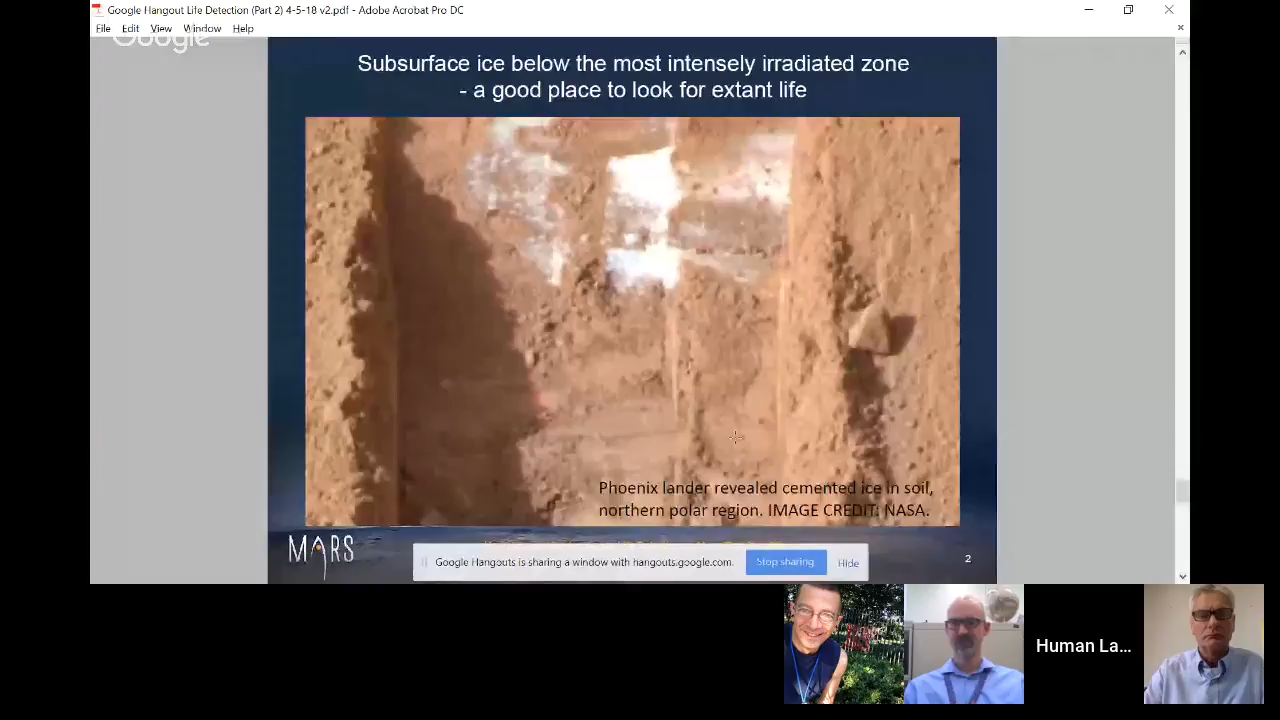 Google Hangout Life Detection (Part 2) 4-5-18 v2.pdf - Adobe Acrobat Pro DC
File Edit View Window Help
Google
Subsurface ice below the most intensely irradiated zone
- a good place to look for extant life
Phoenix lander revealed cemented ice in soil,
northern polar region. IMAGE CREDIT: NASA.
MARS
2
Google Hangouts is sharing a window with hangouts.google.com. Stop sharing Hide
Human La...